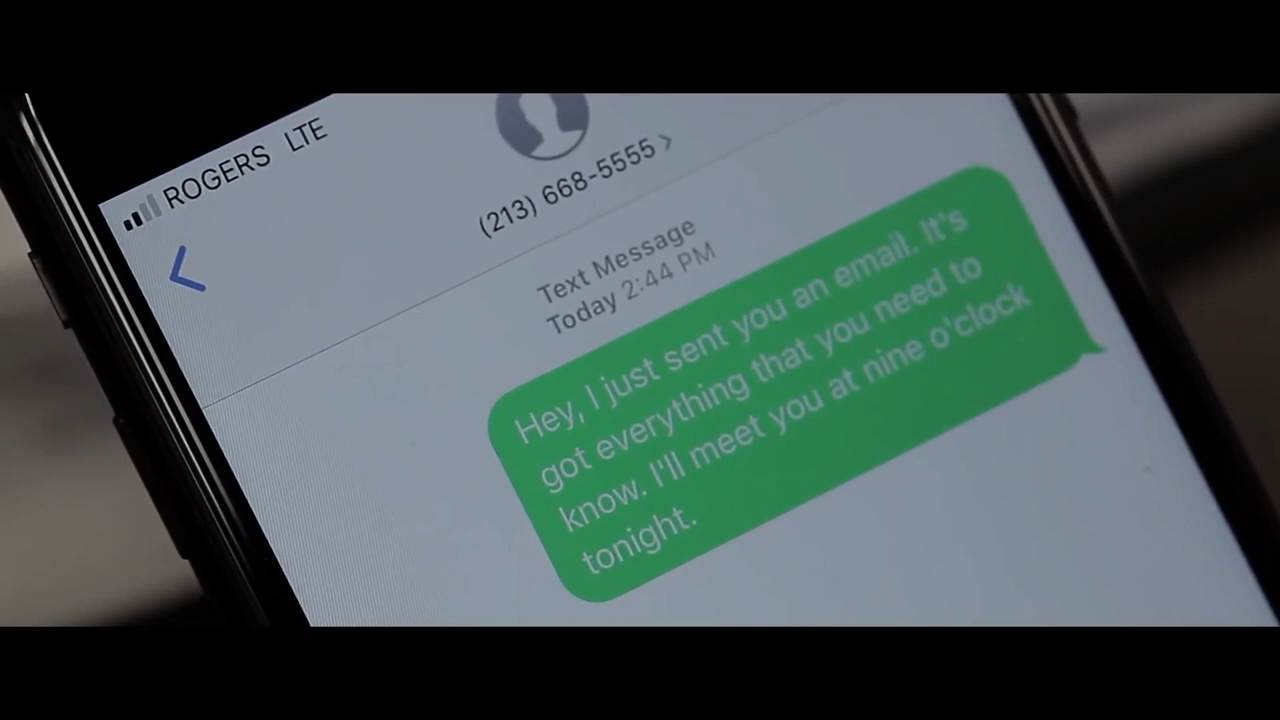 ROGERS LTE
(213) 668-5555 >
Text Message
Today 2:44 PM
Hey, I just sent you an email. It's
got everything that you need to
know. I'll meet you at nine o'clock
tonight.